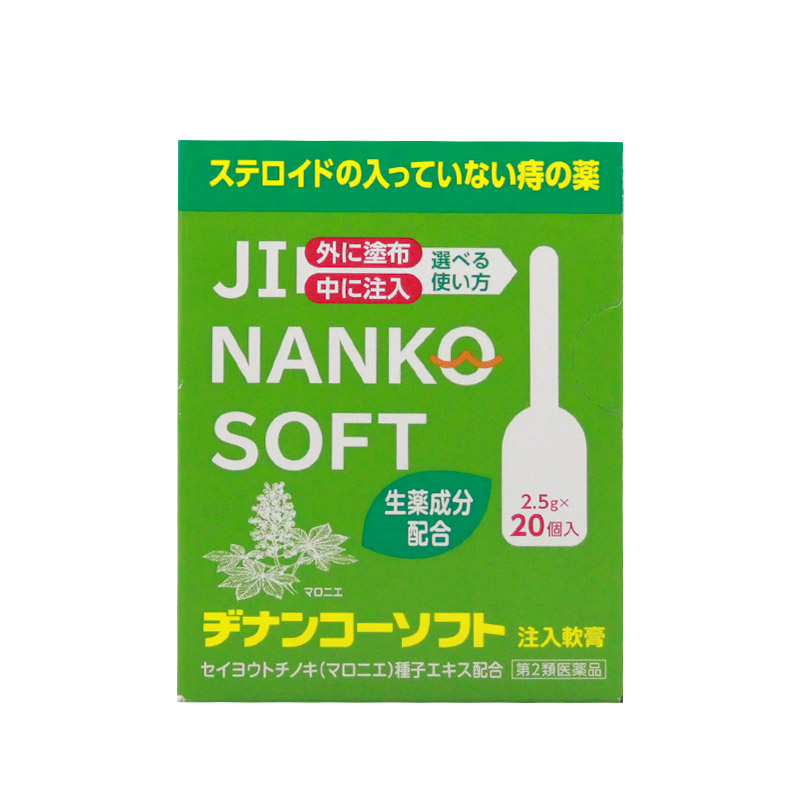 ステロイドの入っていない痔の薬
JI
外に塗布
中に注入
選べる
使い方
NANKO
SOFT
生薬成分
配合
2.5g×
20個入
マロニエ
ヂナンコーソフト 注入軟膏
セイヨウトチノキ(マロニエ)種子エキス配合 第2類医薬品